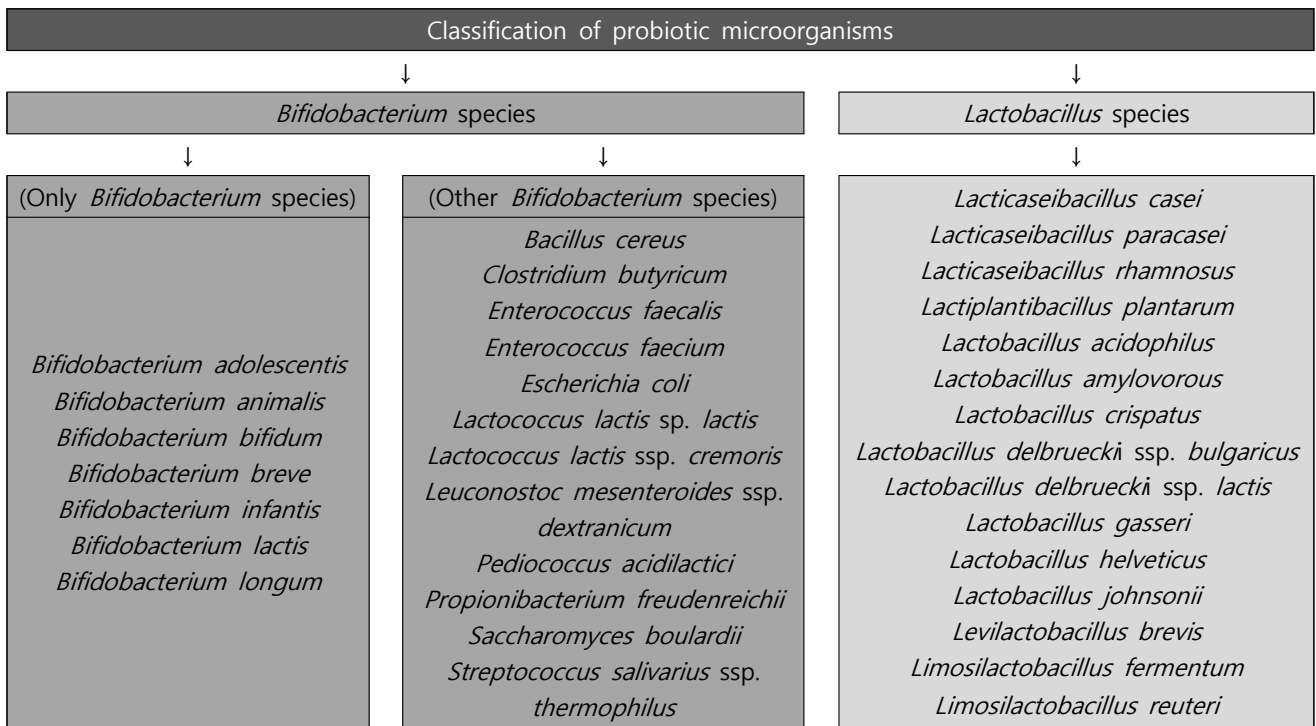 Classification of probiotic microorganisms
↓ ↓
Bifidobacterium species
Lactobacillus species
↓ ↓ ↓
(Only Bifidobacterium species)
Bifidobacterium adolescentis
Bifidobacterium animalis
Bifidobacterium bifidum
Bifidobacterium breve
Bifidobacterium infantis
Bifidobacterium lactis
Bifidobacterium longum
(Other Bifidobacterium species)
Bacillus cereus
Clostridium butyricum
Enterococcus faecalis
Enterococcus faecium
Escherichia coli
Lactococcus lactis sp. lactis
Lactococcus lactis ssp. cremoris
Leuconostoc mesenteroides ssp.
dextranicum
Pediococcus acidilactici
Propionibacterium freudenreichii
Saccharomyces boulardii
Streptococcus salivarius ssp.
thermophilus
Lacticaseibacillus casei
Lacticaseibacillus paracasei
Lacticaseibacillus rhamnosus
Lactiplantibacillus plantarum
Lactobacillus acidophilus
Lactobacillus amylovorous
Lactobacillus crispatus
Lactobacillus delbrueckii ssp. bulgaricus
Lactobacillus delbrueckii ssp. lactis
Lactobacillus gasseri
Lactobacillus helveticus
Lactobacillus johnsonii
Levilactobacillus brevis
Limosilactobacillus fermentum
Limosilactobacillus reuteri